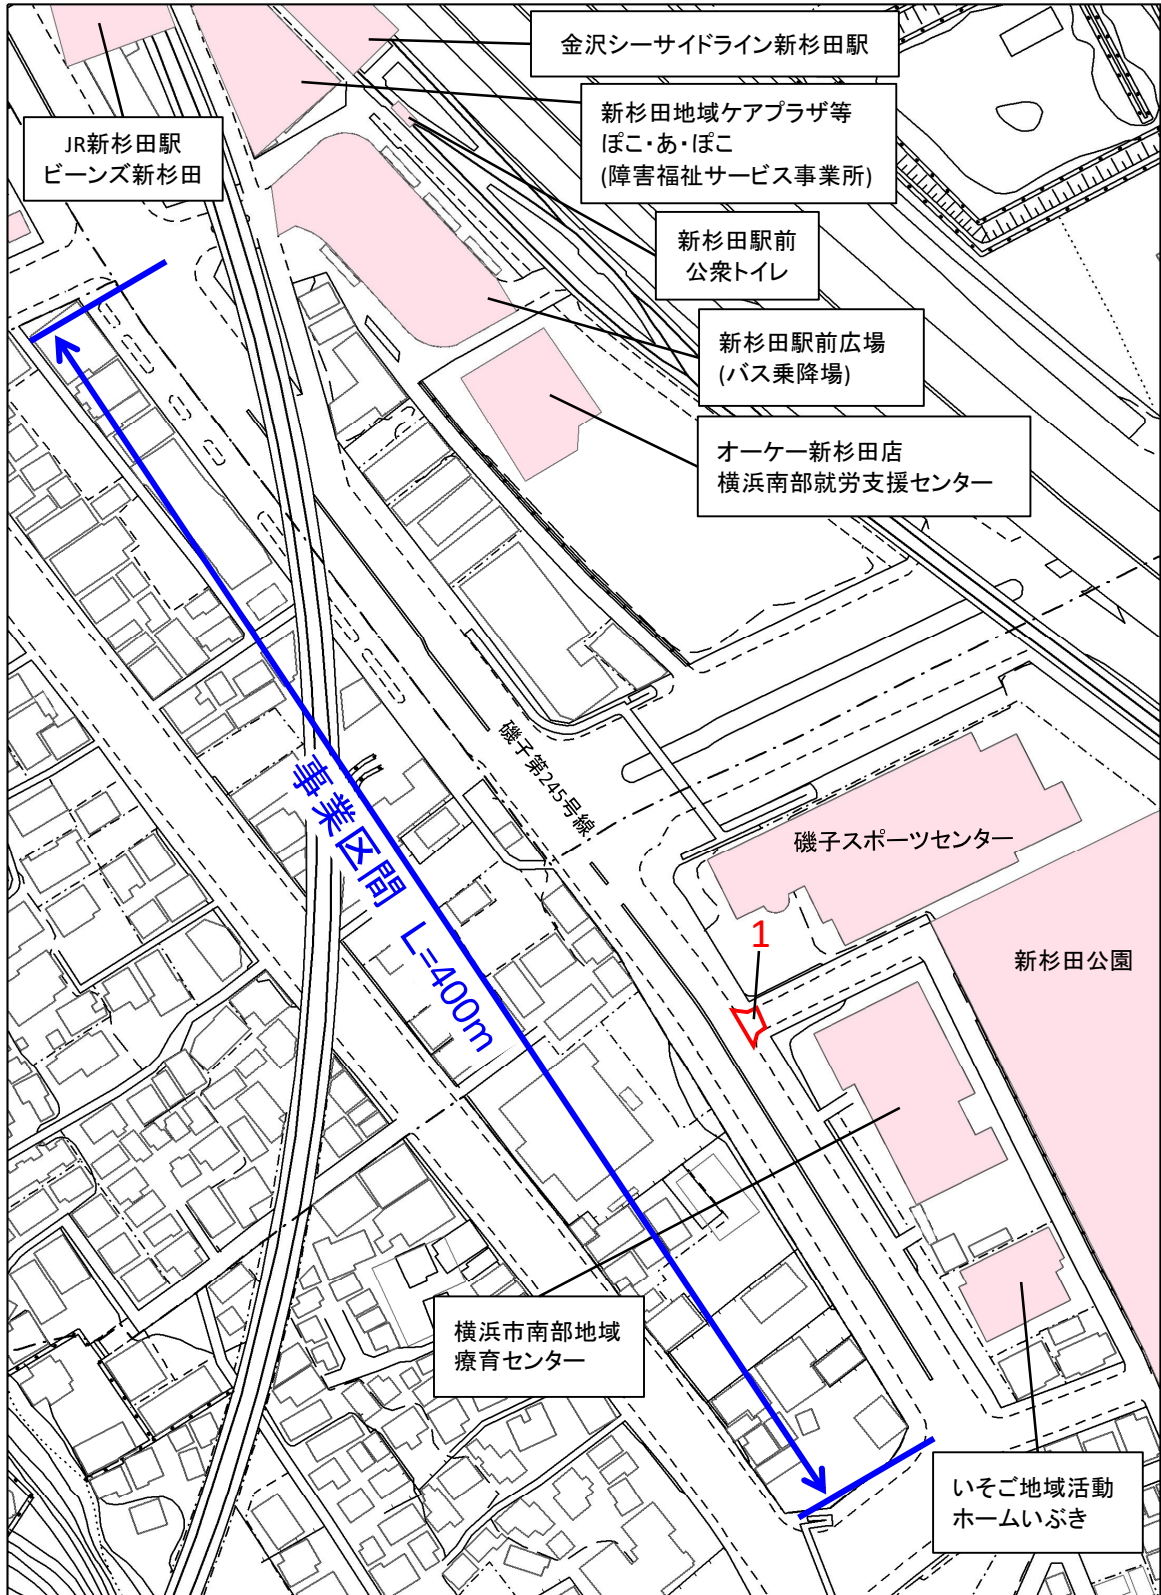 金沢シーサイドライン新杉田駅
新杉田地域ケアプラザ等
ぽこ・あ・ぽこ
(障害福祉サービス事業所)
JR新杉田駅
ビーンズ新杉田
新杉田駅前
公衆トイレ
新杉田駅前広場
(バス乗降場)
オーケー新杉田店
横浜南部就労支援センター
磯子第245号線
事業区間 L=400m
磯子スポーツセンター
1
新杉田公園
横浜市南部地域
療育センター
いそご地域活動
ホームいぶき